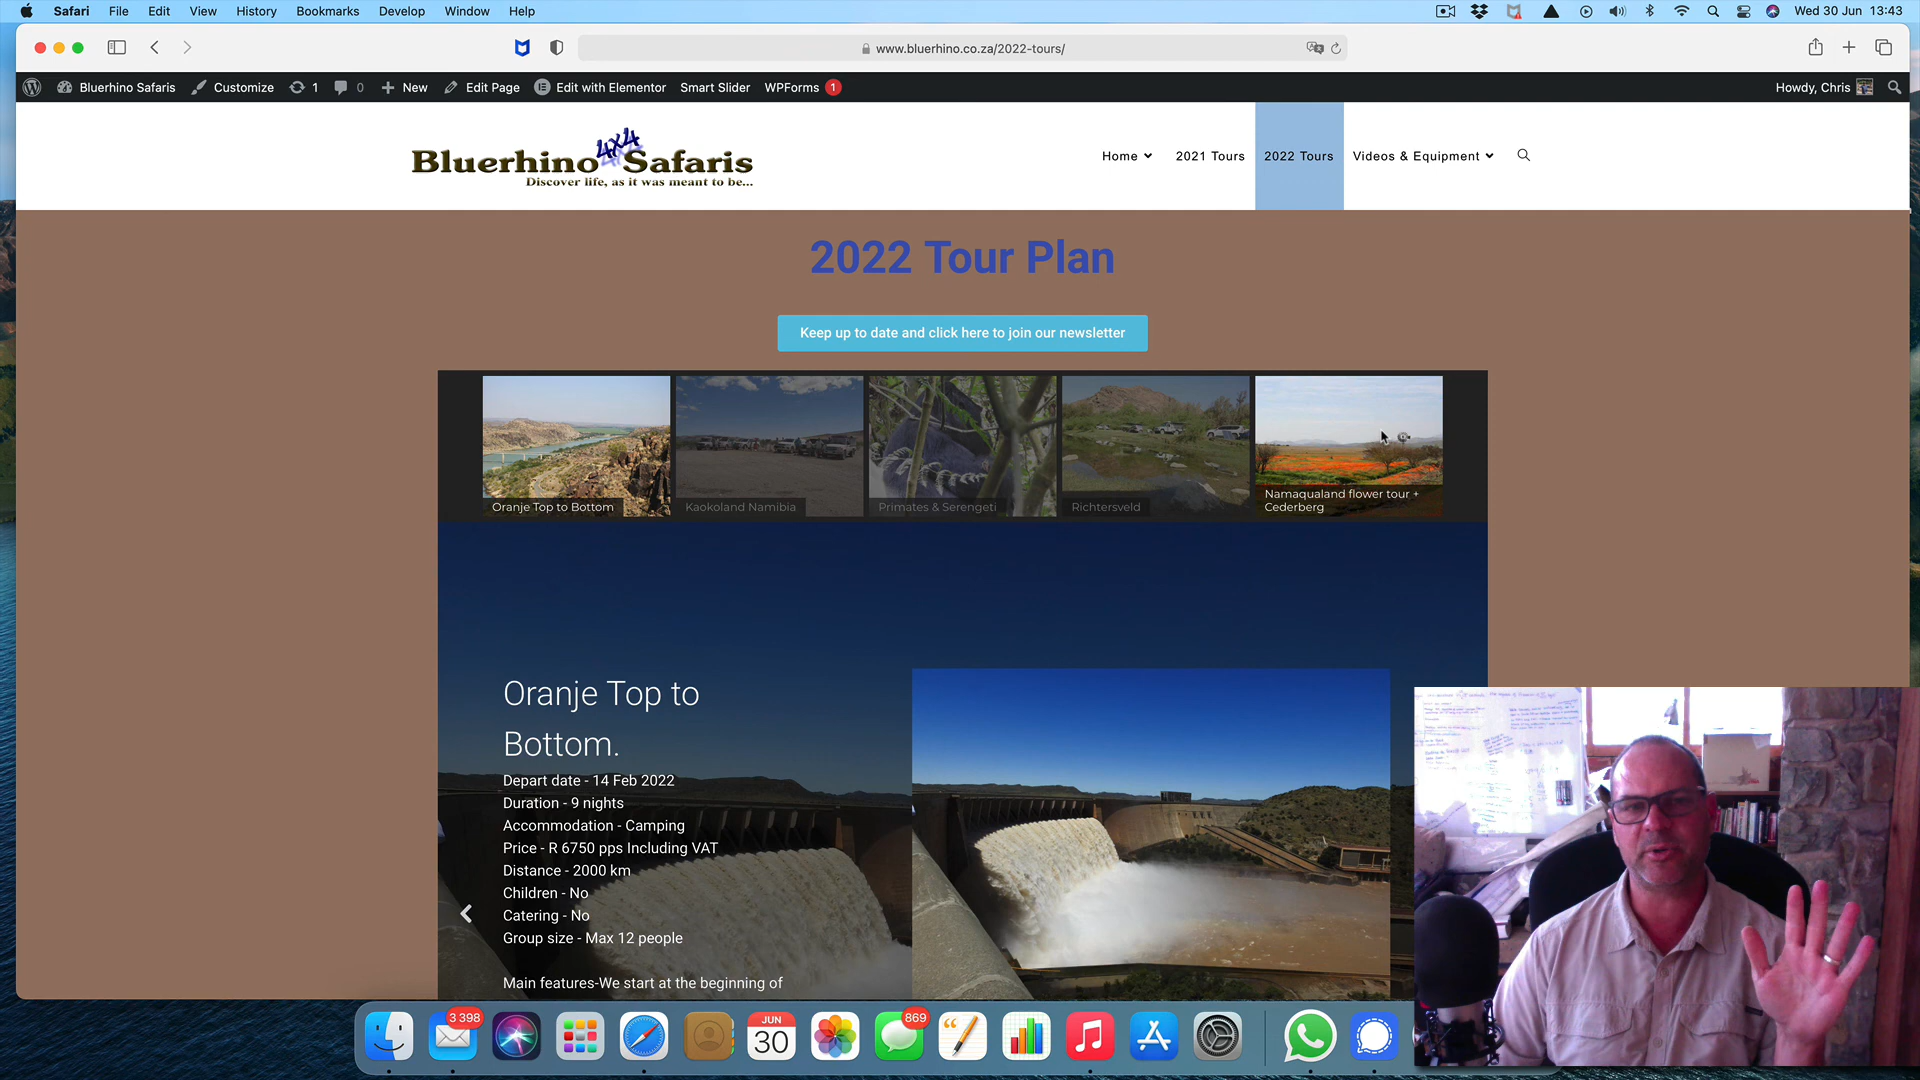 Safari File Edit View History Bookmarks Develop Window Help Wed 30 Jun 13:43
www.bluerhino.co.za/2022-tours/
Bluerhino Safaris Customize 1 0 New Edit Page Edit with Elementor Smart Slider WPForms 1 Howdy, Chris
4x4
Bluerhino Safaris
Discover life, as it was meant to be...
Home 2021 Tours 2022 Tours Videos & Equipment
2022 Tour Plan
Keep up to date and click here to join our newsletter
Oranje Top to Bottom
Kaokoland Namibia
Primates & Serengeti
Richtersveld
Namaqualand flower tour +
Cederberg
Oranje Top to
Bottom.
Depart date - 14 Feb 2022
Duration - 9 nights
Accommodation - Camping
Price - R 6750 pps Including VAT
Distance - 2000 km
Children - No
Catering - No
Group size - Max 12 people
Main features-We start at the beginning of
3 398
JUN
30
869